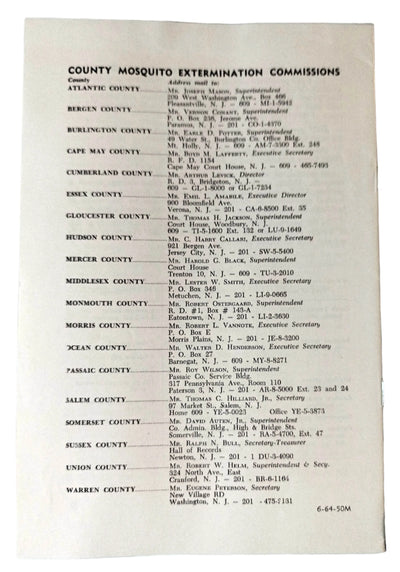 COUNTY MOSQUITO EXTERMINATION COMMISSIONS
County Address mail to:
ATLANTIC COUNTY Mr. Joseph Mason, Superintendent
209 West Washington Ave., Box 466
Pleasantville, N. J. — 609 - MI-1-5942
BERGEN COUNTY Mr. Vernon Conant, Superintendent
P. O. Box 238, Jerome Ave.
Paramus, N. J. — 201 - CO-1-4370
BURLINGTON COUNTY Mr. Earle D. Potter, Superintendent
49 Water St., Burlington Co. Office Bldg.
Mt. Holly, N. J. — 609 - AM-7-3300 Ext. 248
CAPE MAY COUNTY Mr. Boyd M. Lafferty, Executive Secretary
R. F. D. 1154
Cape May Court House, N. J. — 609 - 465-7493
CUMBERLAND COUNTY Mr. Arthur Levick, Director
R. D. 3, Bridgeton, N. J. —
609 — GL-1-8000 or GL-1-7234
ESSEX COUNTY Mr. Emil L. Amabile, Executive Director
900 Bloomfield Ave.
Verona, N. J. — 201 - CA-6-8500 Ext. 35
GLOUCESTER COUNTY Mr. Thomas H. Jackson, Superintendent
Court House, Woodbury, N. J.
609 — TI-5-1600 Ext. 132 or LU-9-1649
HUDSON COUNTY Mr. C. Harry Callari, Executive Secretary
921 Bergen Ave.
Jersey City, N. J. — 201 - SW-5-5400
MERCER COUNTY Mr. Harold G. Black, Superintendent
Court House
Trenton 10, N. J. — 609 - TU-3-2010
MIDDLESEX COUNTY Mr. Lester W. Smith, Executive Secretary
P. O. Box 346
Metuchen, N. J. — 201 - LI-9-0665
MONMOUTH COUNTY Mr. Robert Ostergaard, Superintendent
R. D. #1, Box # 143-A
Eatontown, N. J. — 201 - LI-2-3630
MORRIS COUNTY Mr. Robert L. Vannote, Executive Secretary
P. O. Box E
Morris Plains, N. J. — 201 - JE-8-3200
OCEAN COUNTY Mr. Walter D. Henderson, Executive Secretary
P. O. Box 27
Barnegat, N. J. — 609 - MY-8-8271
PASSAIC COUNTY Mr. Roy Wilson, Superintendent
Passaic Co. Service Bldg.
317 Pennsylvania Ave., Room 110
Paterson 3, N. J. — 201 - AR-8-5000 Ext. 23 and 24
SALEM COUNTY Mr. Thomas C. Hilliard, Jr., Secretary
97 Market St., Salem, N. J.
Home 609 - YE-5-0023 Office YE-5-3873
SOMERSET COUNTY Mr. David Auten, Jr., Superintendent
Co. Admin. Bldg., High & Bridge Sts.
Somerville, N. J. — 201 - RA-5-4700, Ext. 47
SUSSEX COUNTY Mr. Ralph N. Bull, Secretary-Treasurer
Hall of Records
Newton, N. J. — 201 - 1 DU-3-4090
UNION COUNTY Mr. Robert W. Helm, Superintendent & Secy.
324 North Ave., East
Cranford, N. J. — 201 - BR-6-1164
WARREN COUNTY Mr. Eugene Peterson, Secretary
New Village RD
Washington, N. J. — 201 -
6-64-50M